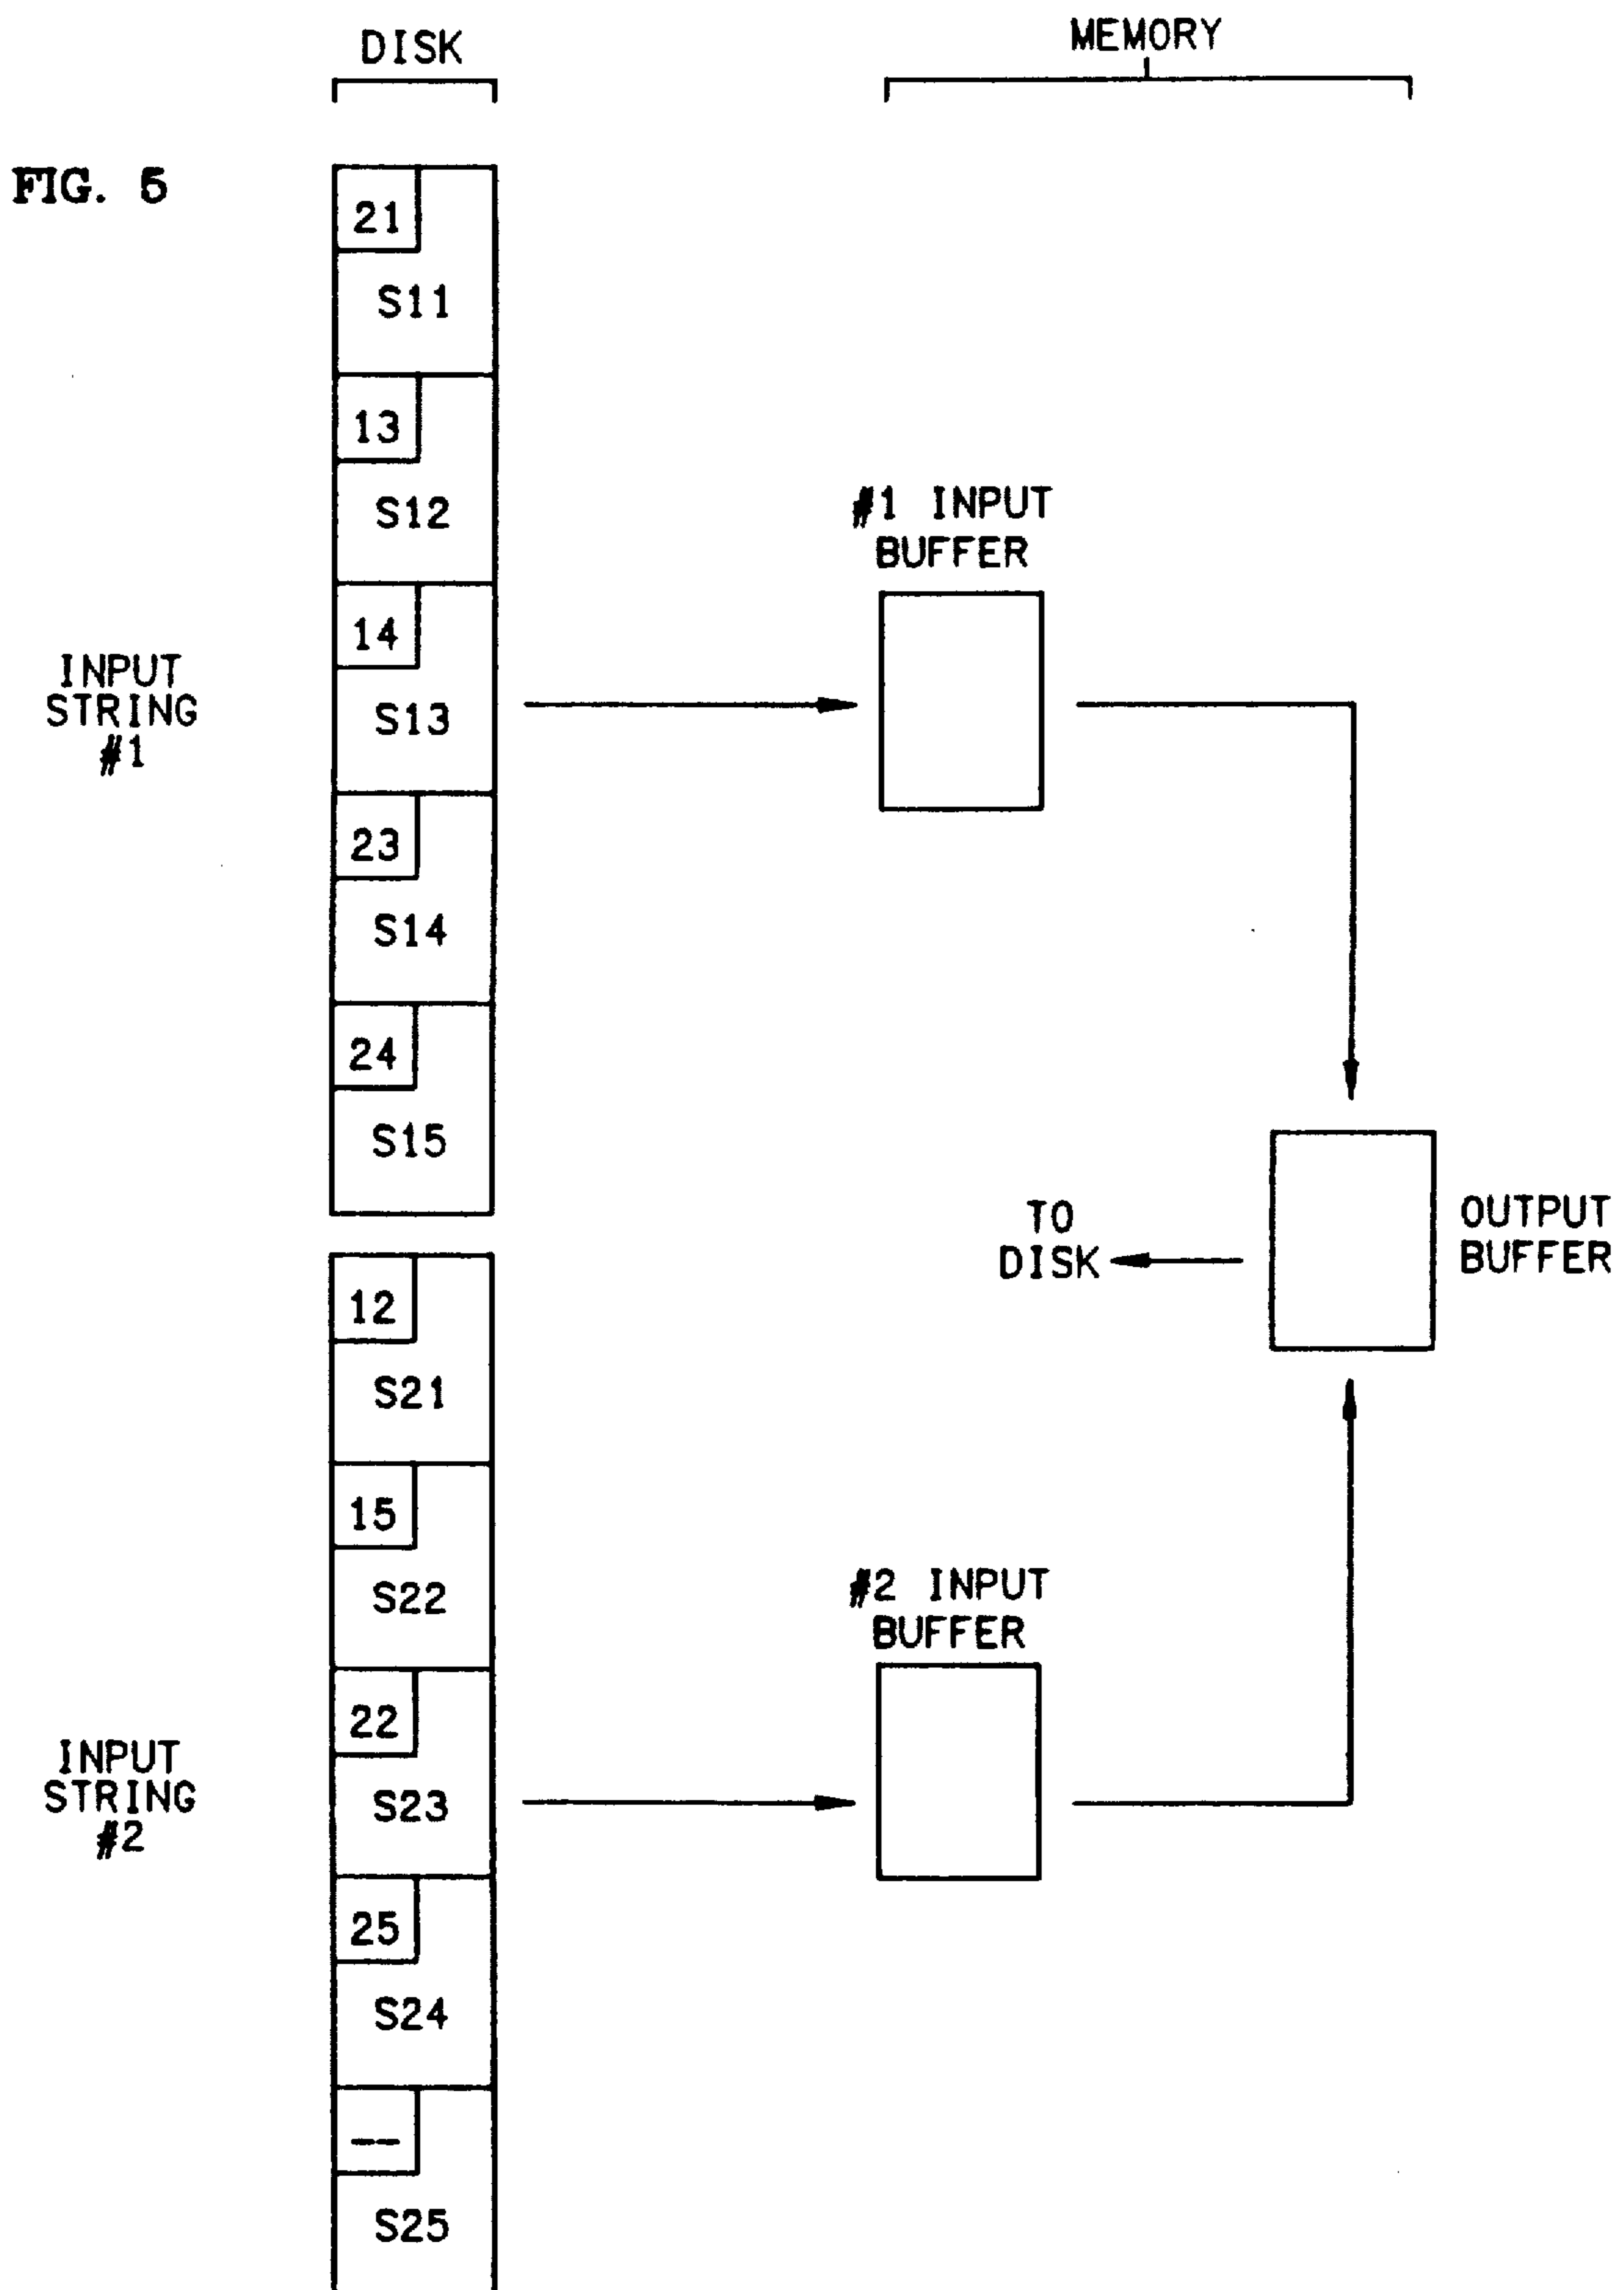 DISK
MEMORY
FIG. 5
21
S11
13
S12
14
S13
23
S14
24
S15
INPUT
STRING
#1
#1 INPUT
BUFFER
12
S21
15
S22
22
S23
25
S24
--
S25
INPUT
STRING
#2
#2 INPUT
BUFFER
TO
DISK
OUTPUT
BUFFER